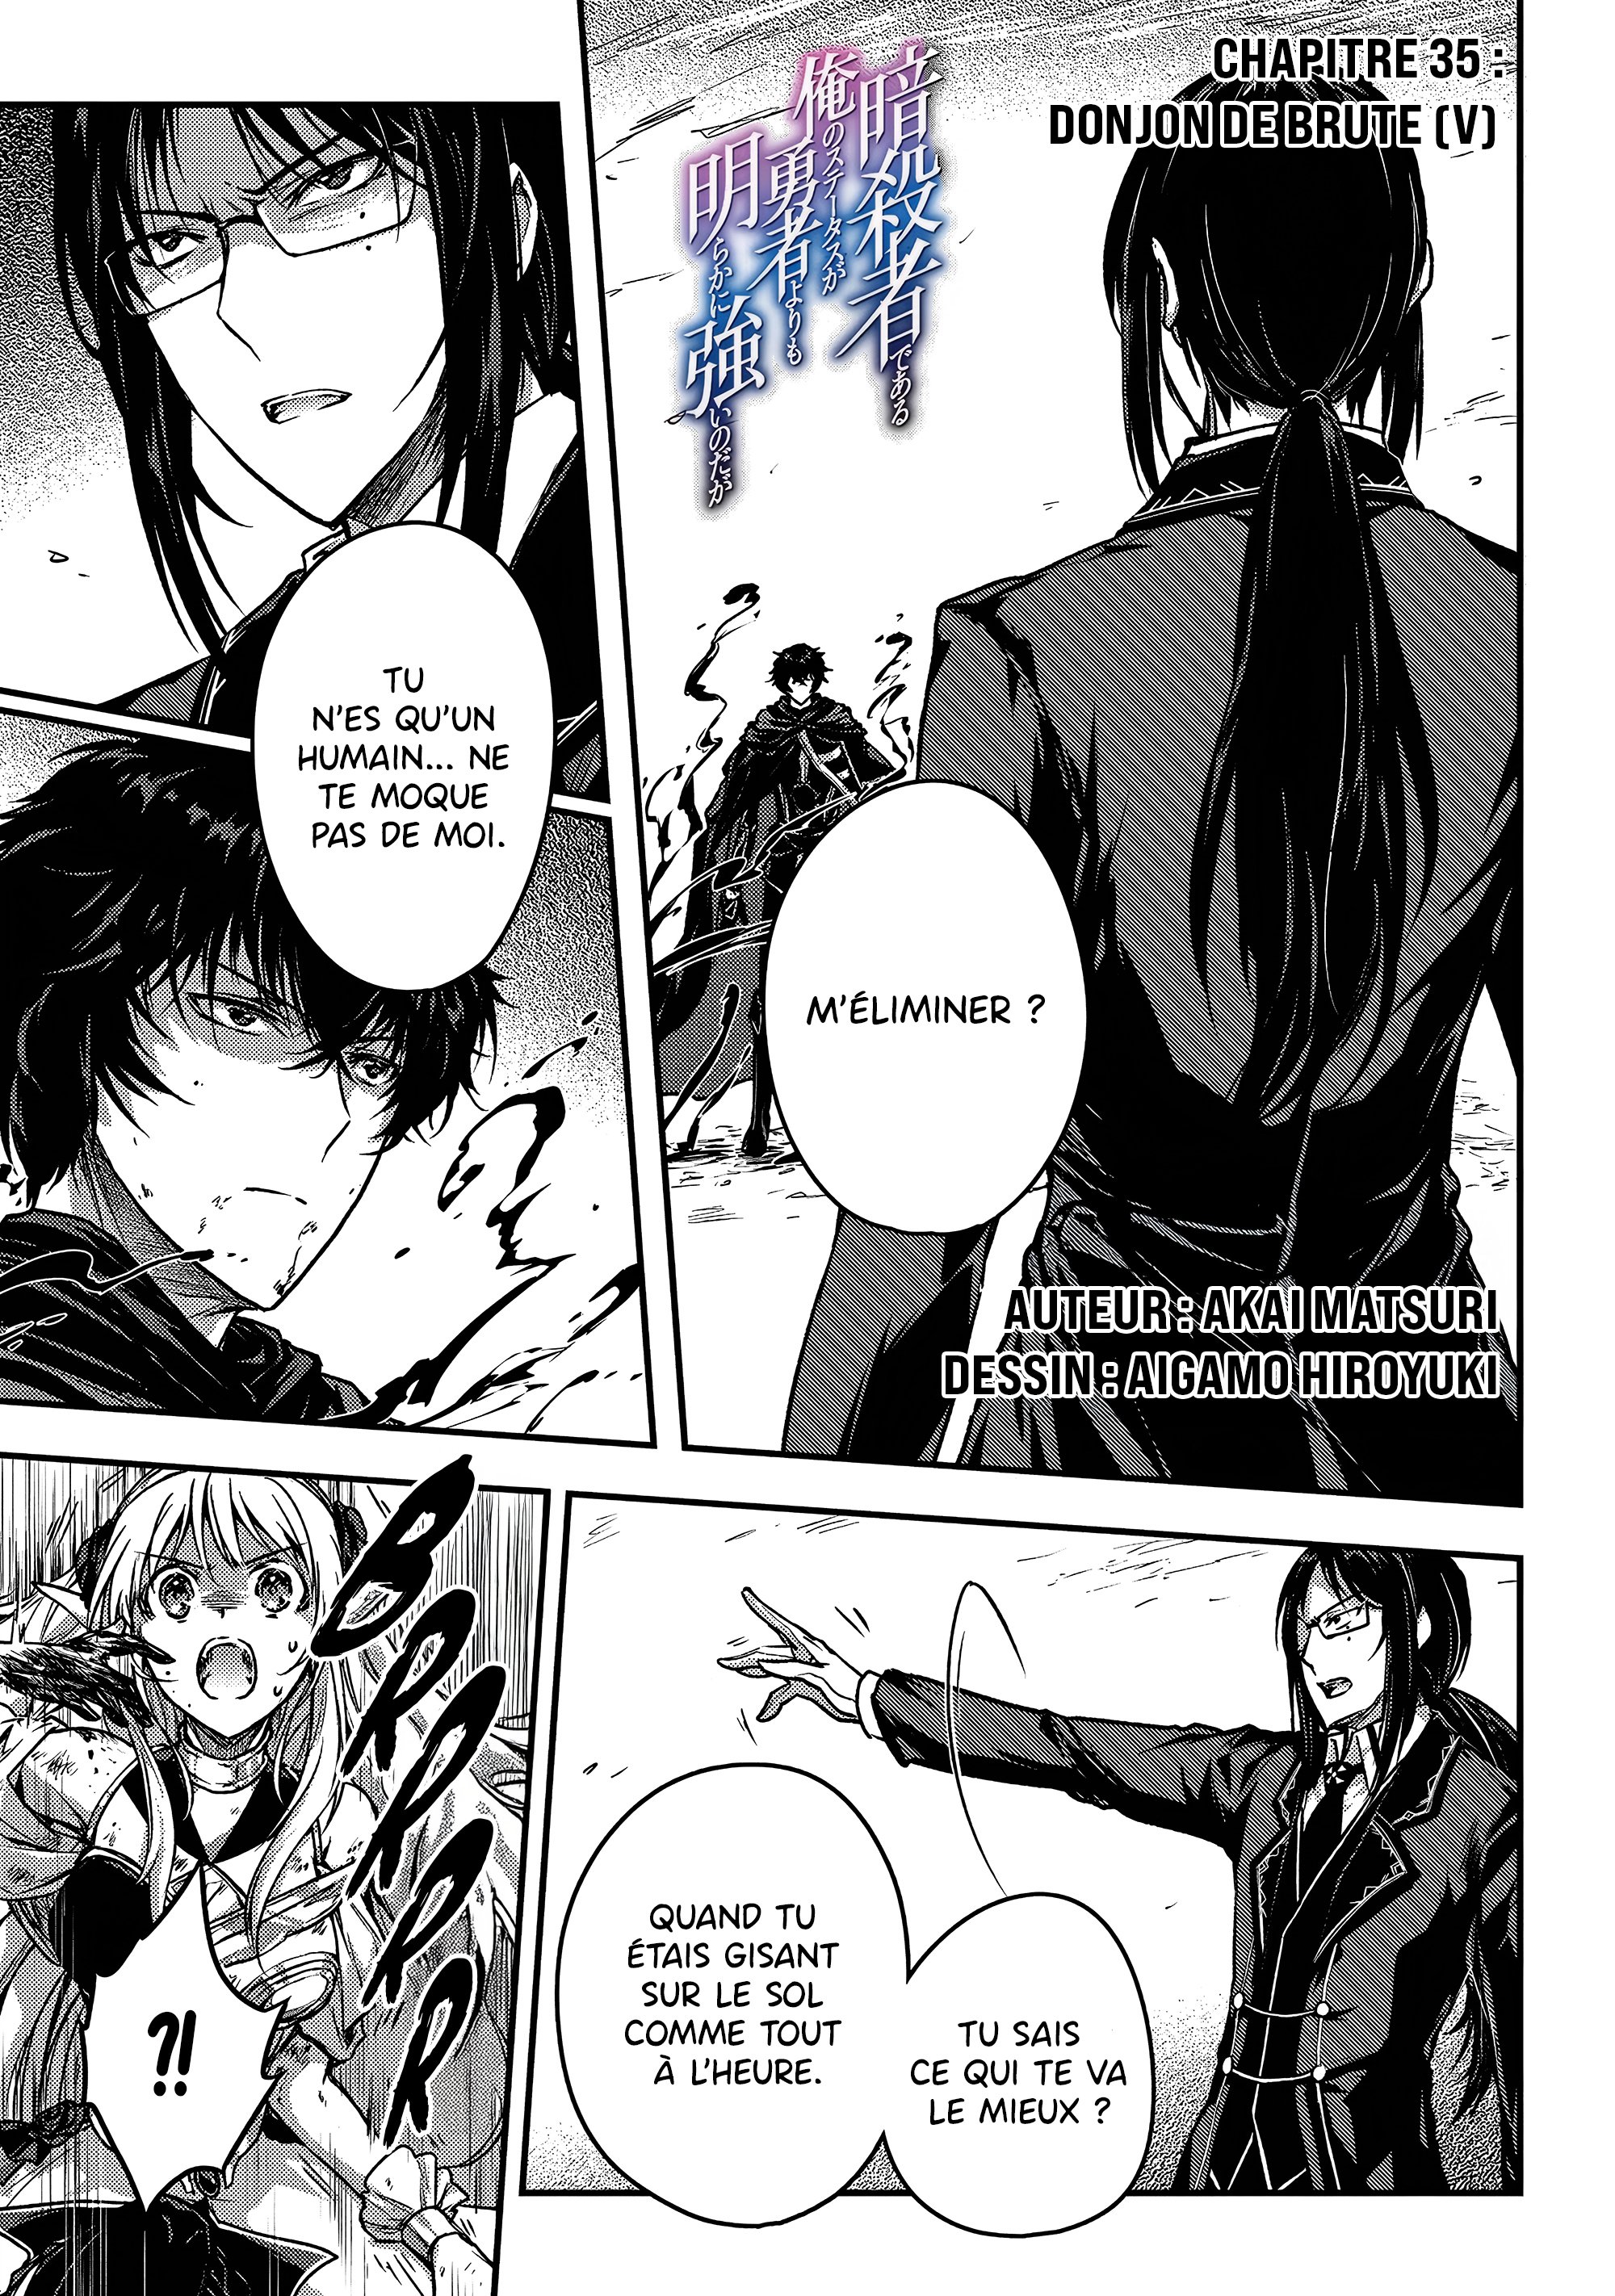 CHAPITRE 35 :
DONJON DE BRUTE (V)
暗殺者である
俺のステータスが
勇者よりも
明らかに強いのだが
M'ÉLIMINER ?
AUTEUR : AKAI MATSURI
DESSIN : AIGAMO HIROYUKI
TU
N'ES QU'UN
HUMAIN... NE
TE MOQUE
PAS DE MOI.
TU SAIS
CE QUI TE VA
LE MIEUX ?
QUAND TU
ÉTAIS GISANT
SUR LE SOL
COMME TOUT
À L'HEURE.
BRRRR
?!